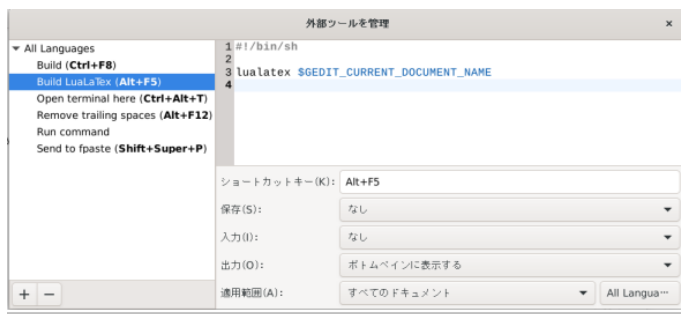 外部ツールを管理
×
All Languages
Build (Ctrl+F8)
Build LuaLaTex (Alt+F5)
Open terminal here (Ctrl+Alt+T)
Remove trailing spaces (Alt+F12)
Run command
Send to fpaste (Shift+Super+P)
+ −
1 #!/bin/sh
2
3 lualatex $GEDIT_CURRENT_DOCUMENT_NAME
4
ショートカットキー(K): Alt+F5
保存(S): なし
入力(I): なし
出力(O): ボトムペインに表示する
適用範囲(A): すべてのドキュメント All Langua…